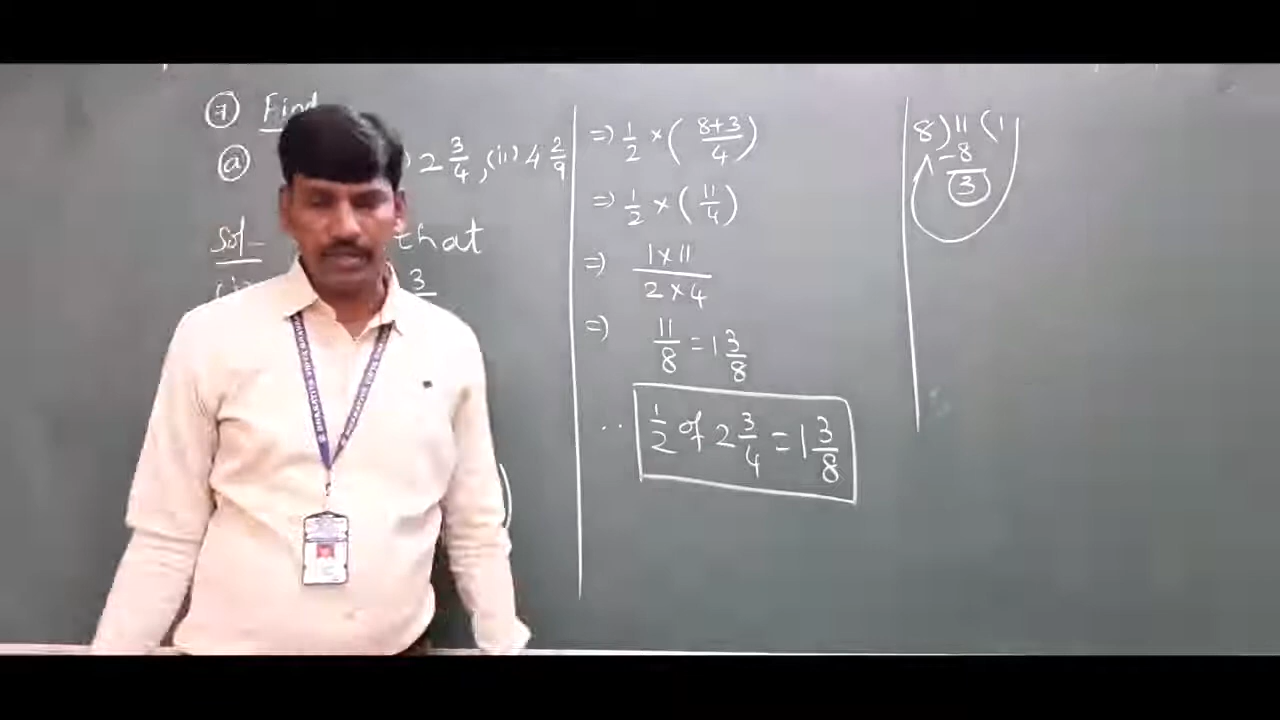 7 Find
a ) 2 3/4, (ii) 4 2/9
Sol- that
3
)
=> 1/2 × ( 8+3/4 )
=> 1/2 × ( 11/4 )
=> 1×11 / 2×4
=> 11/8 = 1 3/8
∴ 1/2 of 2 3/4 = 1 3/8
8 ) 11 ( 1
-8
3